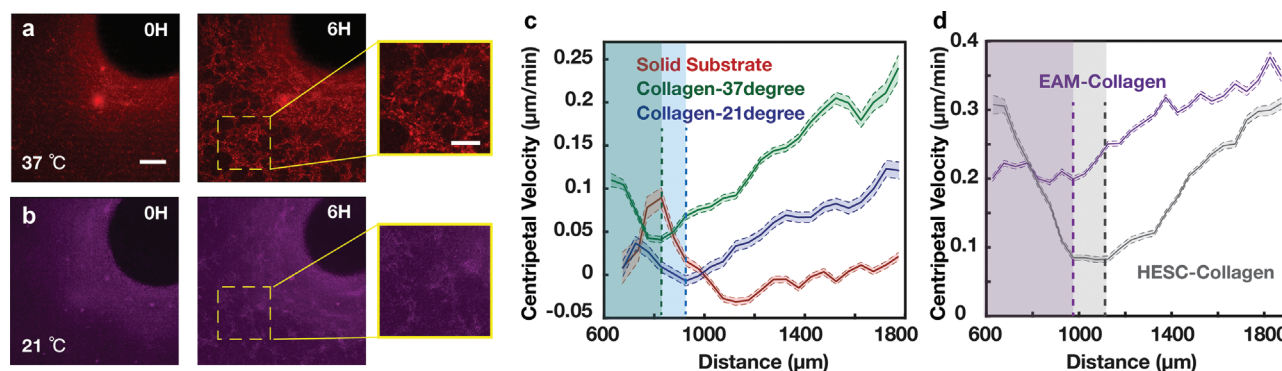 a
0H
37 ℃
6H
b
0H
21 ℃
6H
c
Centripetal Velocity (µm/min)
0.25
0.2
0.15
0.1
0.05
0
-0.05
Solid Substrate
Collagen-37degree
Collagen-21degree
600
1000
1400
1800
Distance (µm)
d
Centripetal Velocity (µm/min)
0.4
0.3
0.2
0.1
0
EAM-Collagen
HESC-Collagen
600
1000
1400
1800
Distance (µm)